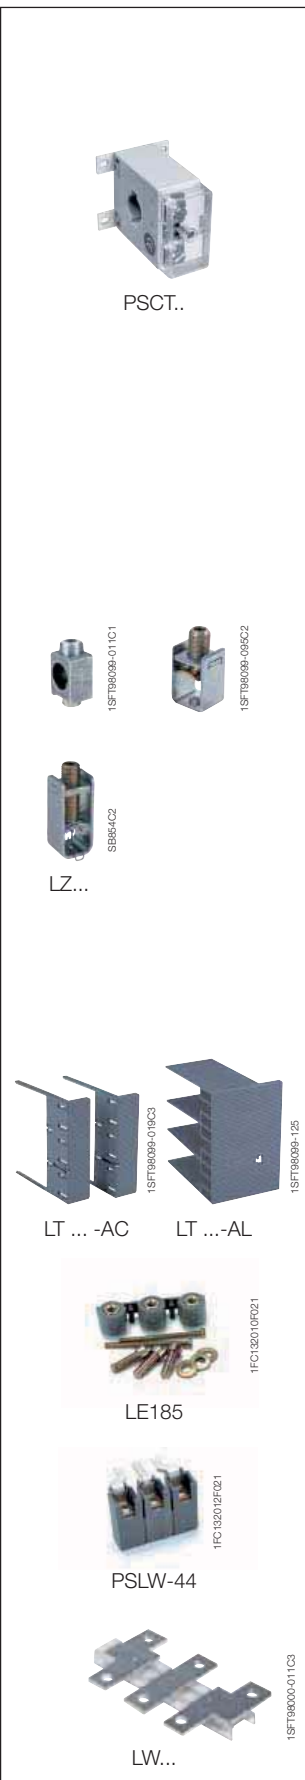 PSCT..
1SFT98099-011C1
1SFT98099-095C2
SB854C2
LZ...
1SFT98099-019C3
1SFT98099-125
LT ... -AC
LT ...-AL
1FC132010F021
LE185
1FC132012F021
PSLW-44
1SFT98000-011C3
LW...